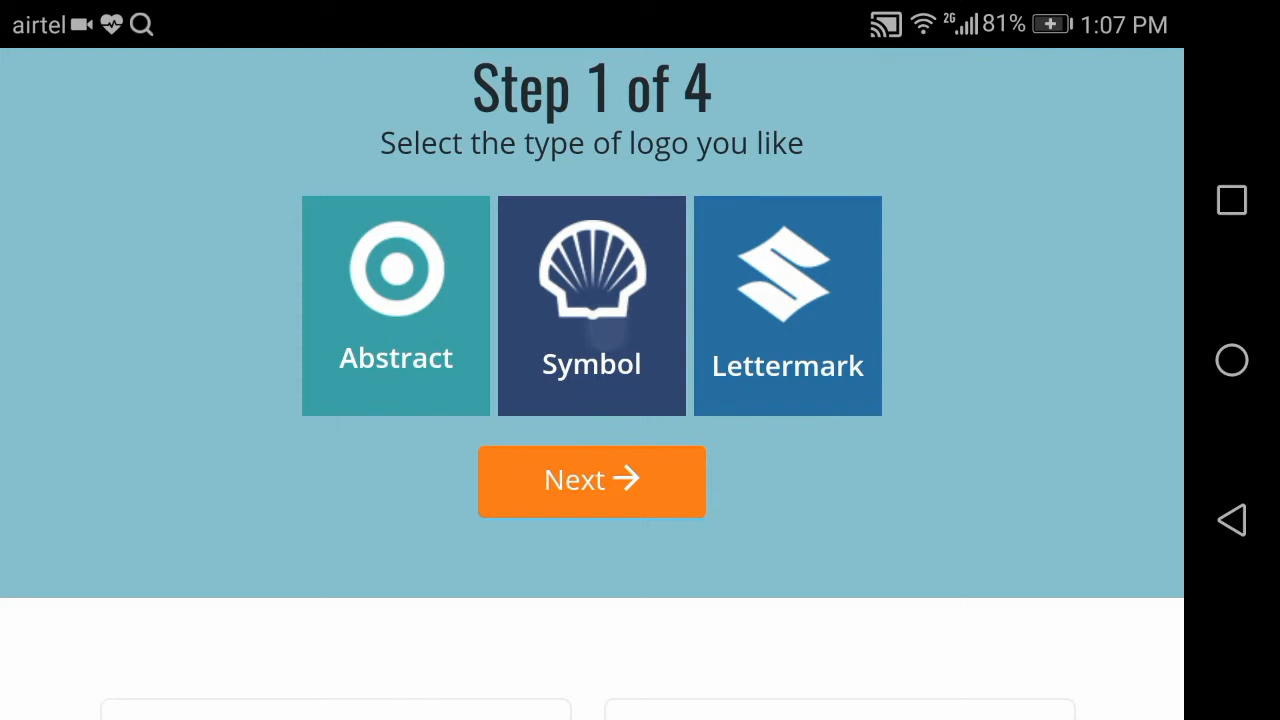 airtel 2G 81% 1:07 PM
Step 1 of 4
Select the type of logo you like
Abstract Symbol Lettermark
Next